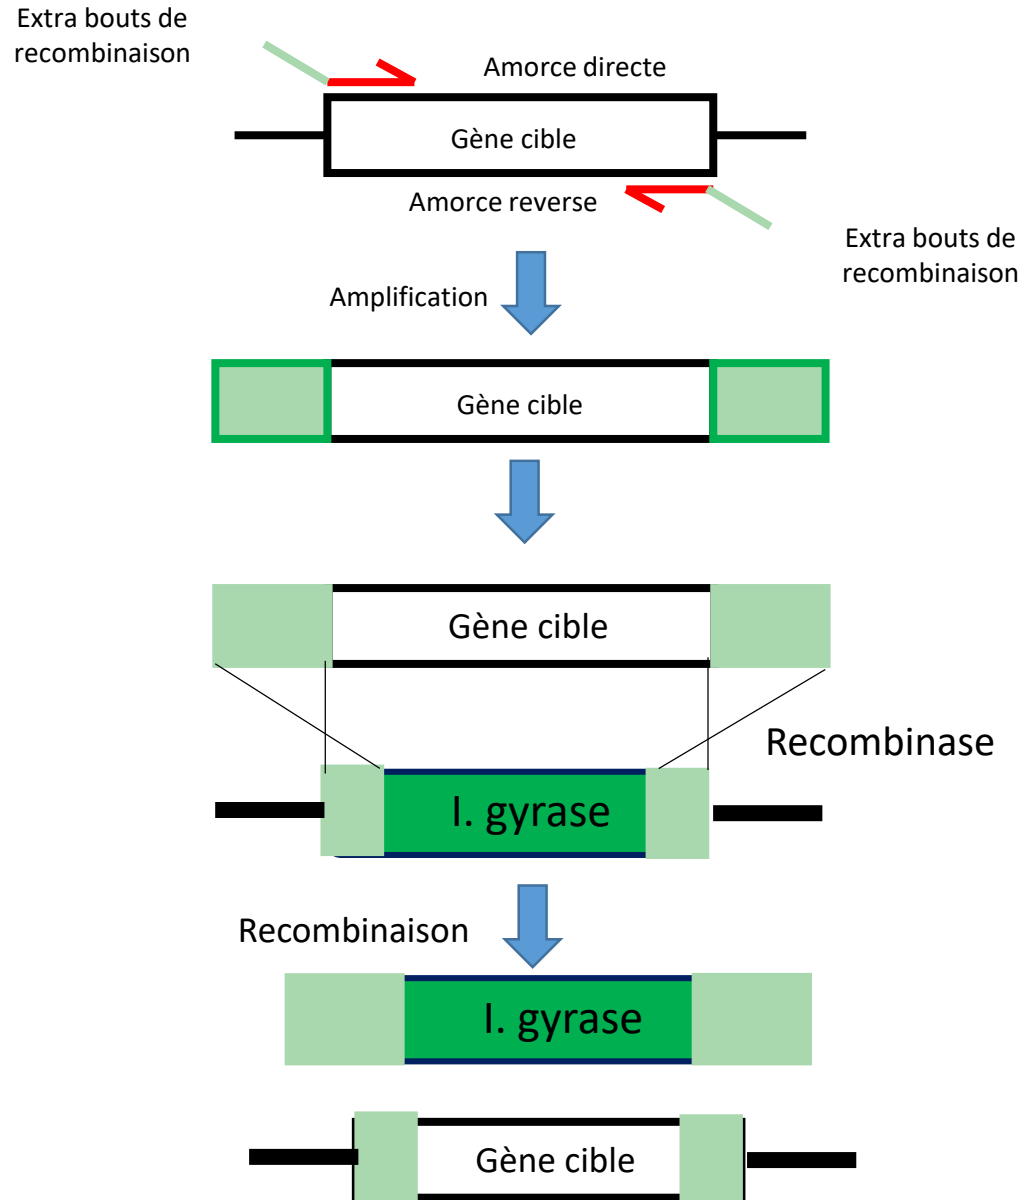 Extra bouts de
recombinaison
Amorce directe
Gène cible
Amorce reverse
Extra bouts de
recombinaison
Amplification
Gène cible
Gène cible
Recombinase
I. gyrase
Recombinaison
I. gyrase
Gène cible